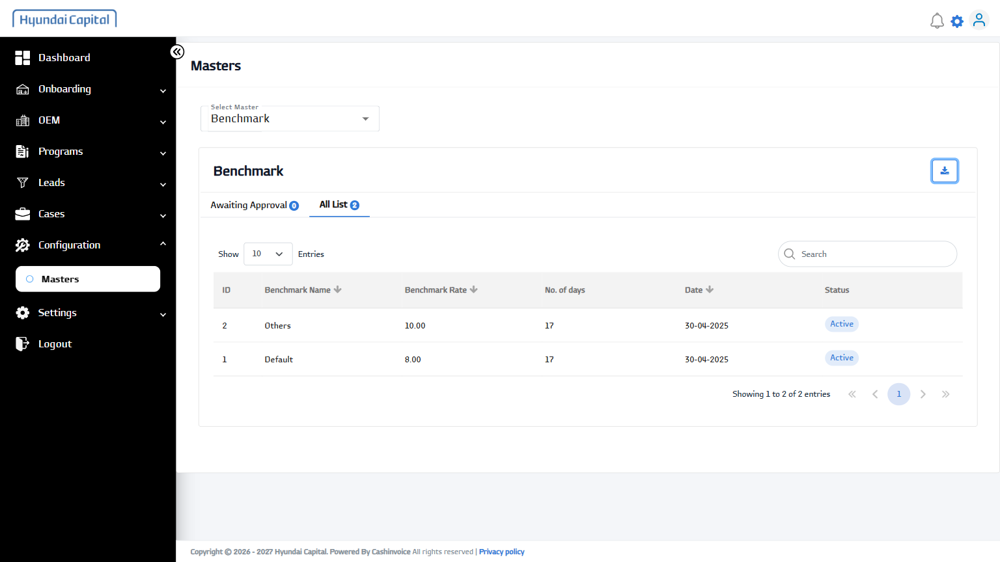 Hyundai Capital
Dashboard
Onboarding
OEM
Programs
Leads
Cases
Configuration
Masters
Settings
Logout
Masters
Select Master
Benchmark
Benchmark
Awaiting Approval 0
All List 2
Show 10 Entries
Search
ID Benchmark Name Benchmark Rate No. of days Date Status
2 Others 10.00 17 30-04-2025 Active
1 Default 8.00 17 30-04-2025 Active
Showing 1 to 2 of 2 entries 1
Copyright © 2026 - 2027 Hyundai Capital. Powered By Cashinvoice All rights reserved | Privacy policy